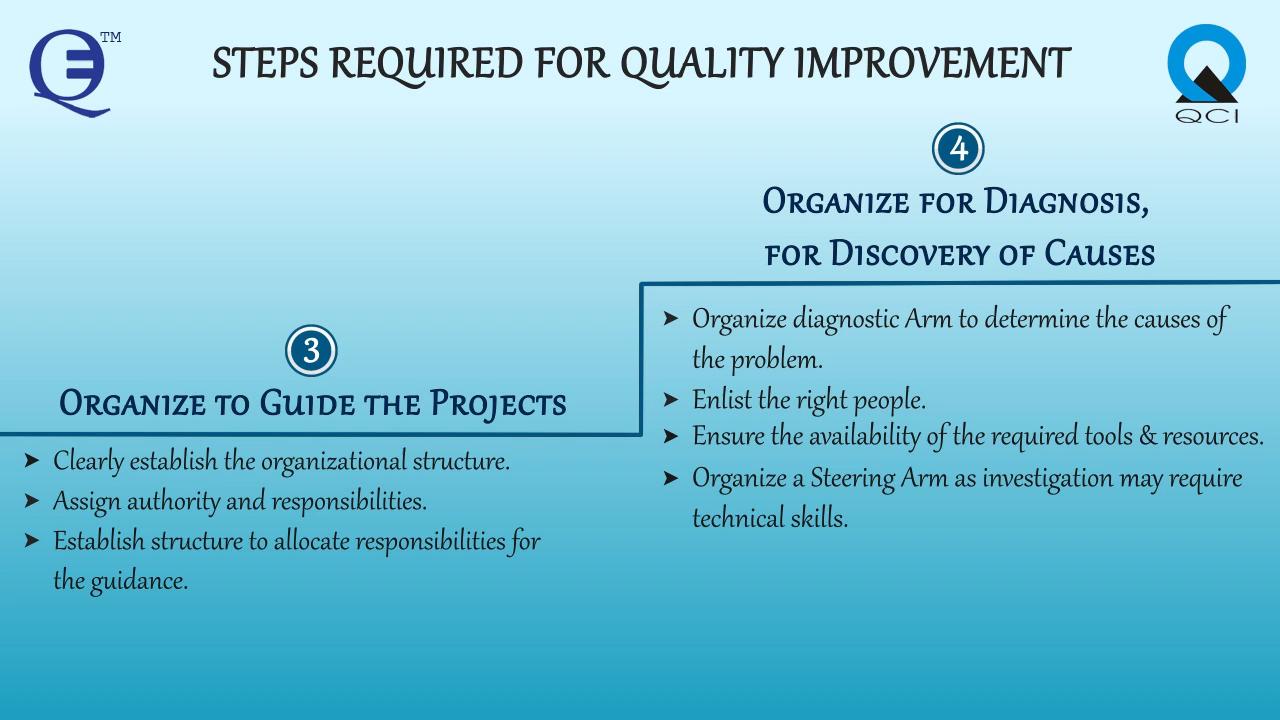 TM
STEPS REQUIRED FOR QUALITY IMPROVEMENT
QCI
3
ORGANIZE TO GUIDE THE PROJECTS
➤ Clearly establish the organizational structure.
➤ Assign authority and responsibilities.
➤ Establish structure to allocate responsibilities for
the guidance.
4
ORGANIZE FOR DIAGNOSIS,
FOR DISCOVERY OF CAUSES
➤ Organize diagnostic Arm to determine the causes of
the problem.
➤ Enlist the right people.
➤ Ensure the availability of the required tools & resources.
➤ Organize a Steering Arm as investigation may require
technical skills.